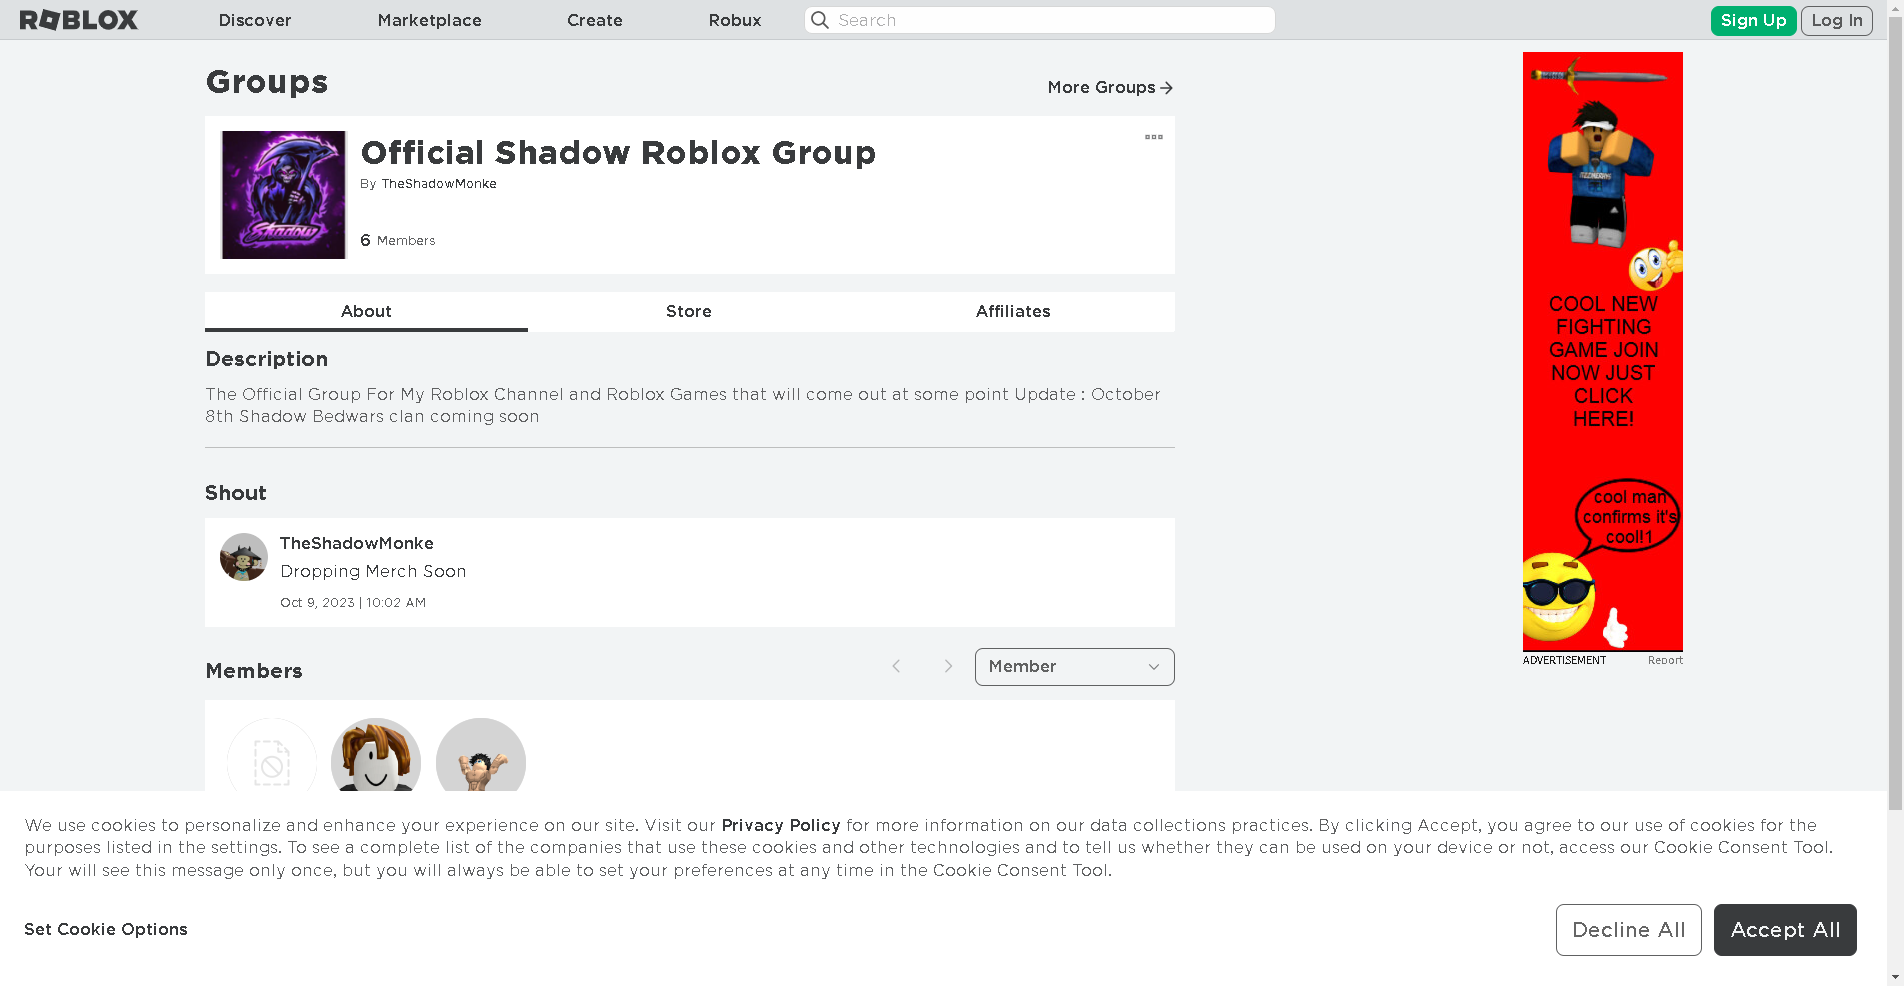 ROBLOX
Discover
Marketplace
Create
Robux
Search
Sign Up
Log In
Groups
More Groups
Official Shadow Roblox Group
By TheShadowMonke
6 Members
Shadow
About
Store
Affiliates
Description
The Official Group For My Roblox Channel and Roblox Games that will come out at some point Update : October
8th Shadow Bedwars clan coming soon
Shout
TheShadowMonke
Dropping Merch Soon
Oct 9, 2023 | 10:02 AM
Members
Member
COOL NEW
FIGHTING
GAME JOIN
NOW JUST
CLICK
HERE!
cool man
confirms it's
cool!1
ADVERTISEMENT
Report
We use cookies to personalize and enhance your experience on our site. Visit our Privacy Policy for more information on our data collections practices. By clicking Accept, you agree to our use of cookies for the
purposes listed in the settings. To see a complete list of the companies that use these cookies and other technologies and to tell us whether they can be used on your device or not, access our Cookie Consent Tool.
Your will see this message only once, but you will always be able to set your preferences at any time in the Cookie Consent Tool.
Set Cookie Options
Decline All
Accept All